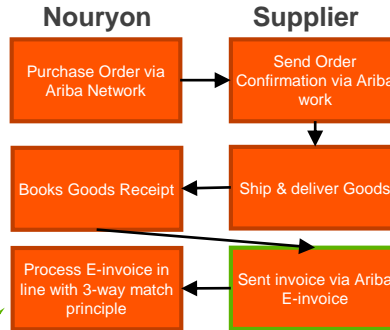 Nouryon
Supplier
Purchase Order via
Ariba Network
Send Order
Confirmation via Ariba
work
Books Goods Receipt
Ship & deliver Goods
Process E-invoice in
line with 3-way match
principle
Sent invoice via Ariba
E-invoice